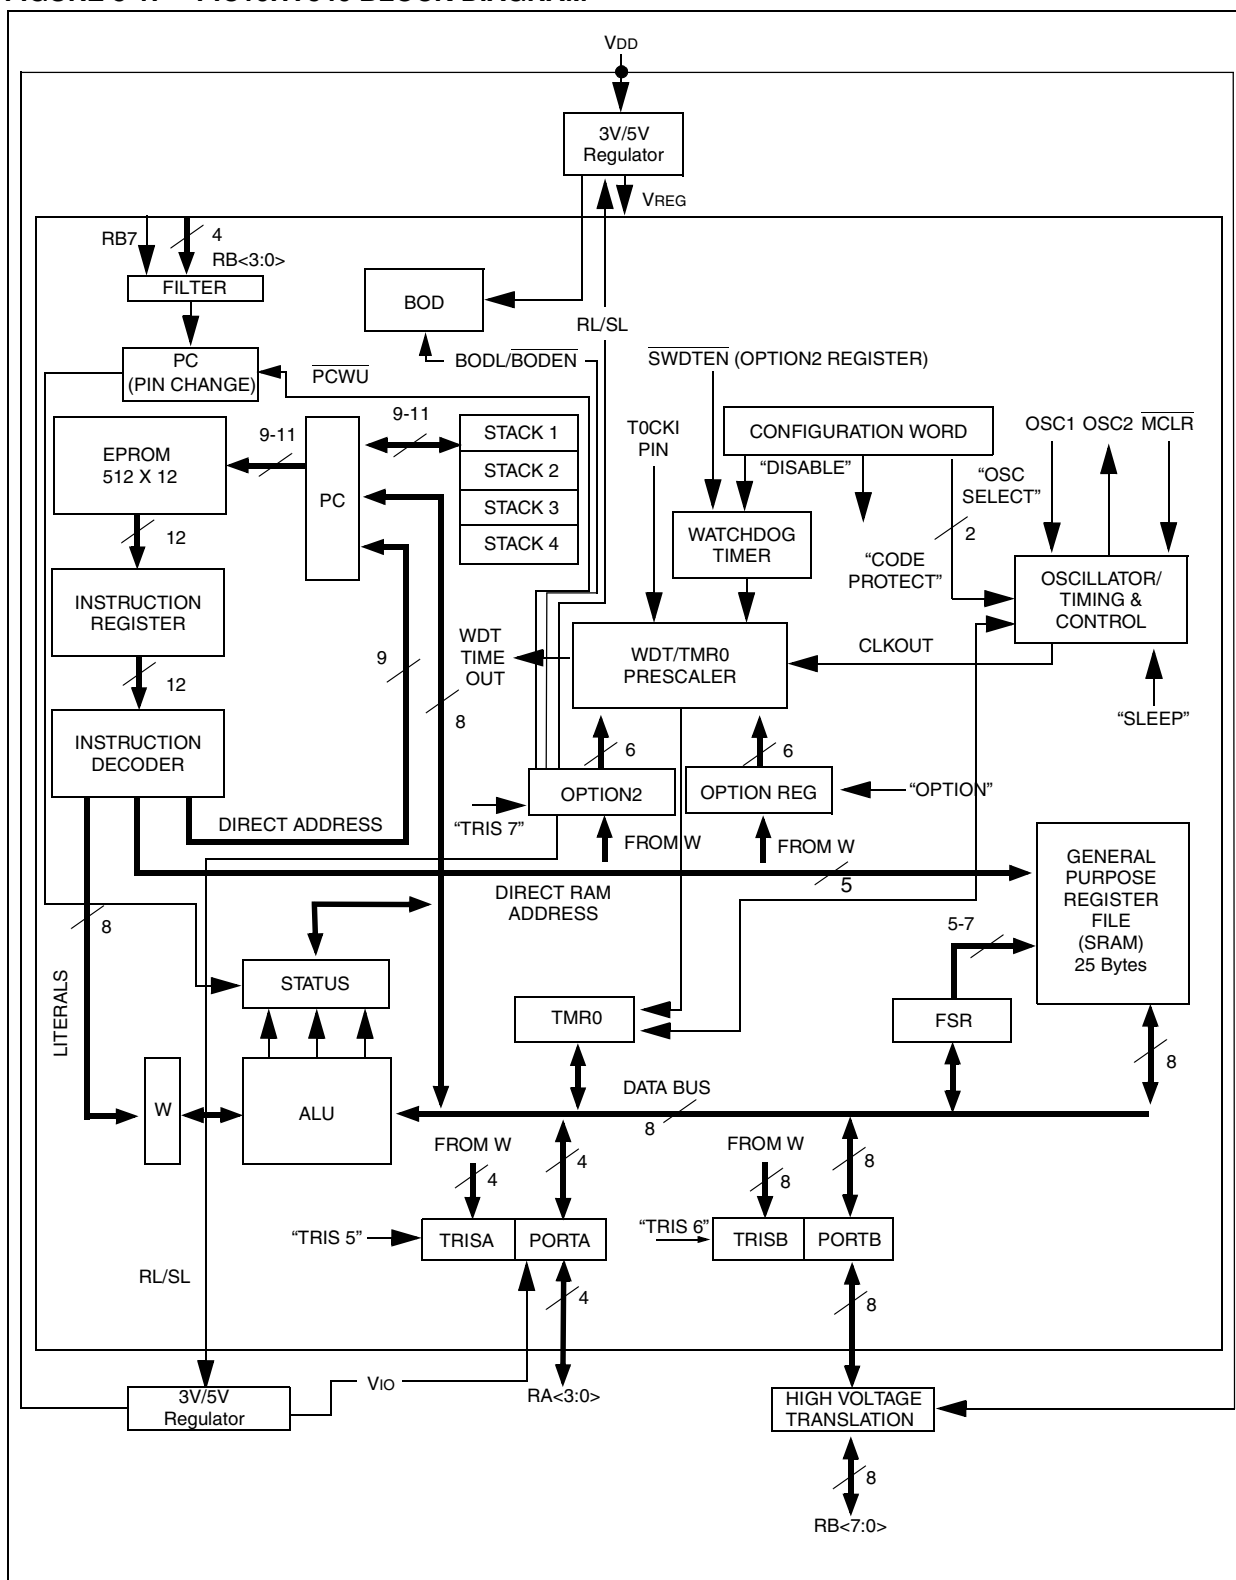 VDD
3V/5V
Regulator
VREG
RB7
4
RB<3:0>
FILTER
BOD
RL/SL
PC
(PIN CHANGE)
PCWU
BODL/BODEN
SWDTEN (OPTION2 REGISTER)
9-11
EPROM
512 X 12
9-11
PC
STACK 1
STACK 2
STACK 3
STACK 4
T0CKI
PIN
CONFIGURATION WORD
"DISABLE"
OSC1 OSC2 MCLR
"OSC
SELECT"
2
WATCHDOG
TIMER
"CODE
PROTECT"
12
INSTRUCTION
REGISTER
OSCILLATOR/
TIMING &
CONTROL
WDT
TIME
OUT
WDT/TMR0
PRESCALER
CLKOUT
12
9
8
"SLEEP"
INSTRUCTION
DECODER
6
6
OPTION2
OPTION REG
"OPTION"
"TRIS 7"
DIRECT ADDRESS
FROM W
FROM W
5
DIRECT RAM
ADDRESS
GENERAL
PURPOSE
REGISTER
FILE
(SRAM)
25 Bytes
8
5-7
LITERALS
STATUS
TMR0
FSR
8
W
ALU
DATA BUS
8
FROM W
4
4
FROM W
8
8
"TRIS 5"
TRISA
PORTA
"TRIS 6"
TRISB
PORTB
RL/SL
4
8
VIO
RA<3:0>
3V/5V
Regulator
HIGH VOLTAGE
TRANSLATION
8
RB<7:0>